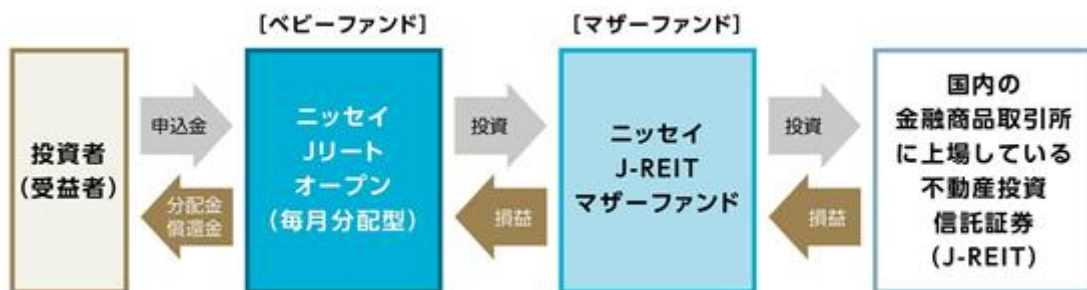 [ベビーファンド]
[マザーファンド]
投資者
(受益者)
申込金
分配金
償還金
ニッセイ
Jリート
オープン
(毎月分配型)
投資
損益
ニッセイ
J-REIT
マザーファンド
投資
損益
国内の
金融商品取引所
に上場している
不動産投資
信託証券
(J-REIT)